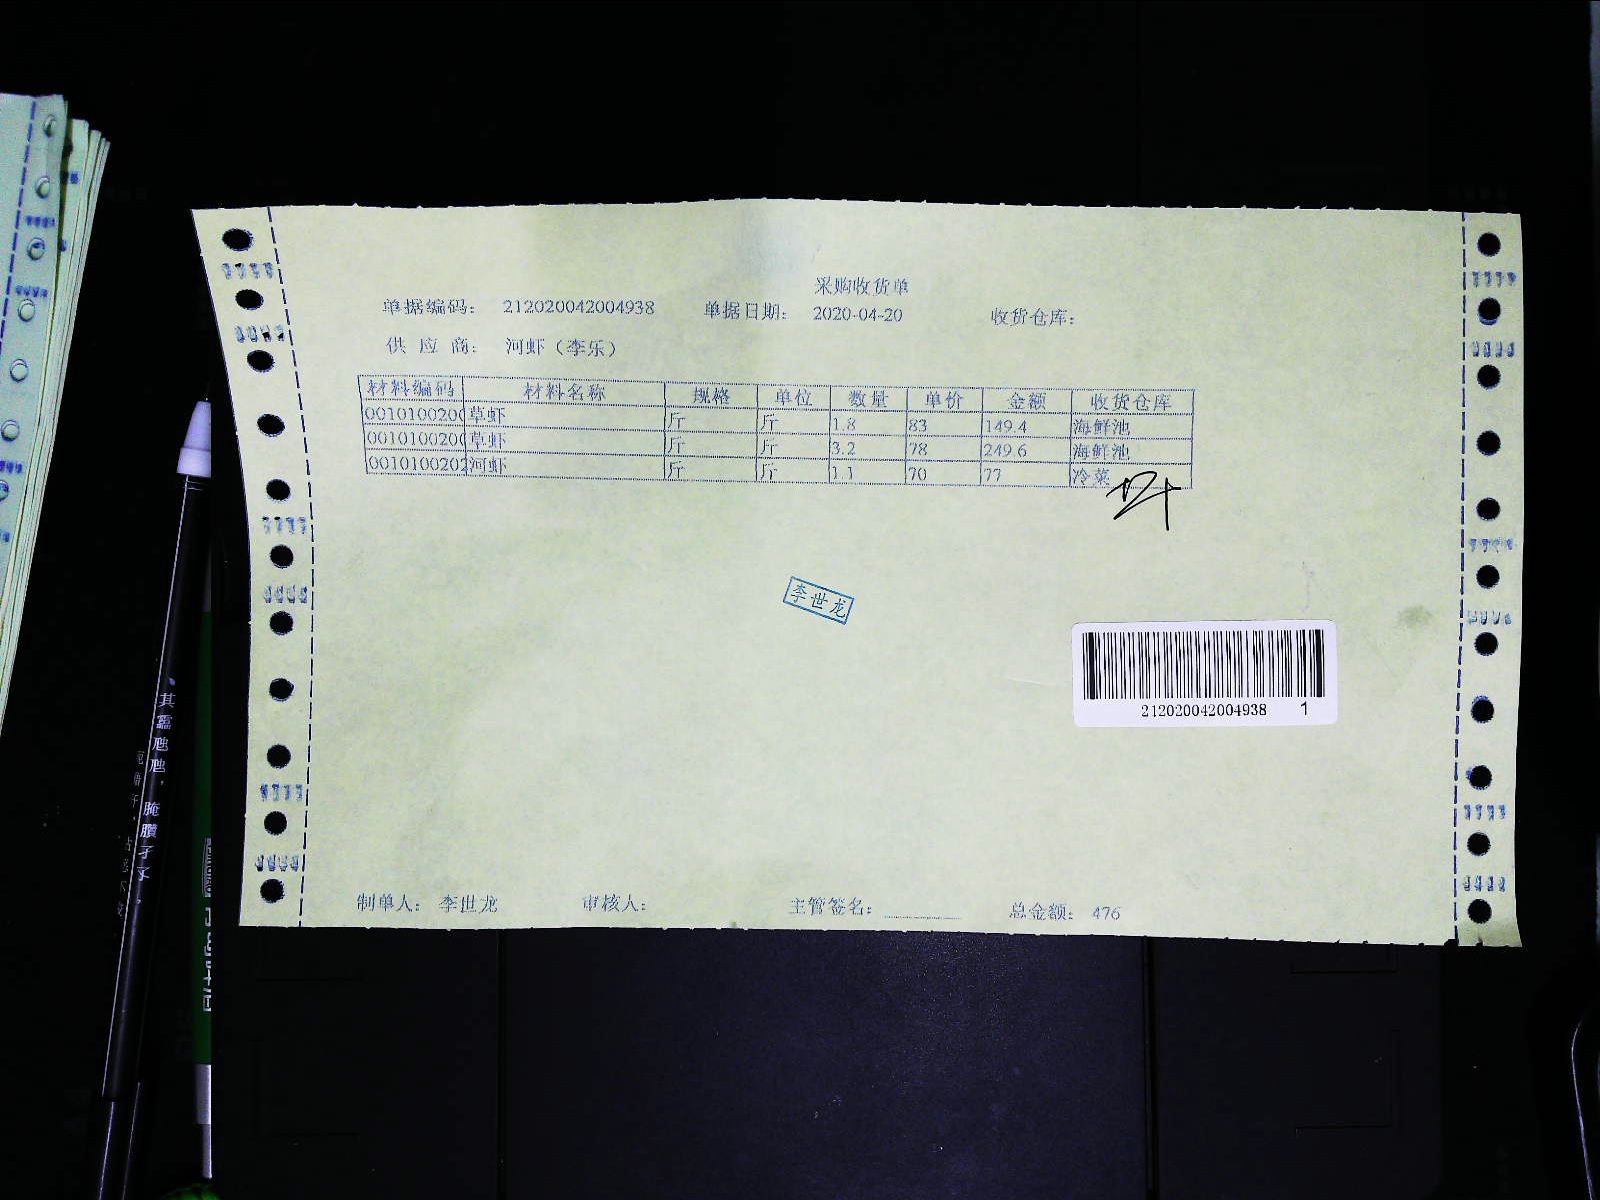 采购收货单
单据编码: 212020042004938 单据日期: 2020-04-20 收货仓库:
供 应 商: 河虾（李乐）
材料编码 材料名称 规格 单位 数量 单价 金额 收货仓库
001010020 草虾 斤 斤 1.8 83 149.4 海鲜池
001010020 草虾 斤 斤 3.2 78 249.6 海鲜池
0010100202 河虾 斤 斤 1.1 70 77 冷菜
李世龙
212020042004938 1
制单人: 李世龙 审核人: 主管签名: 总金额: 476